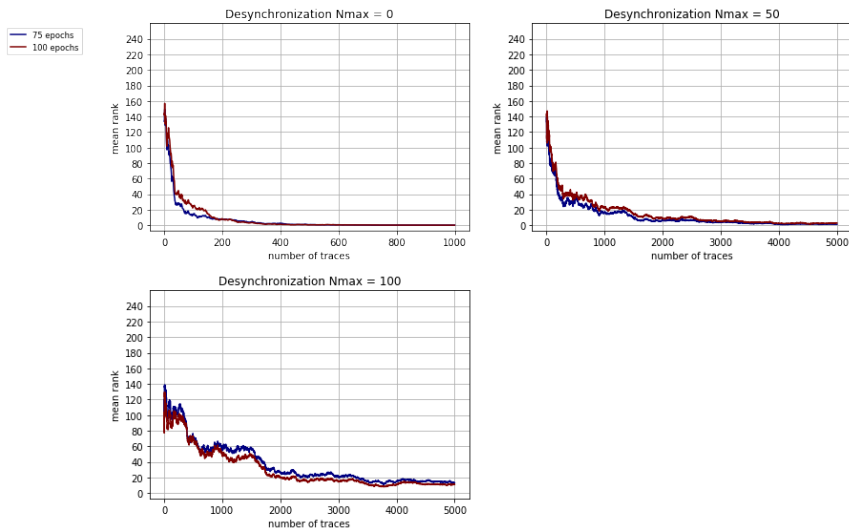 75 epochs
100 epochs
Desynchronization Nmax = 0
mean rank
240
220
200
180
160
140
120
100
80
60
40
20
0
0 200 400 600 800 1000
number of traces
Desynchronization Nmax = 50
mean rank
240
220
200
180
160
140
120
100
80
60
40
20
0
0 1000 2000 3000 4000 5000
number of traces
Desynchronization Nmax = 100
mean rank
240
220
200
180
160
140
120
100
80
60
40
20
0
0 1000 2000 3000 4000 5000
number of traces